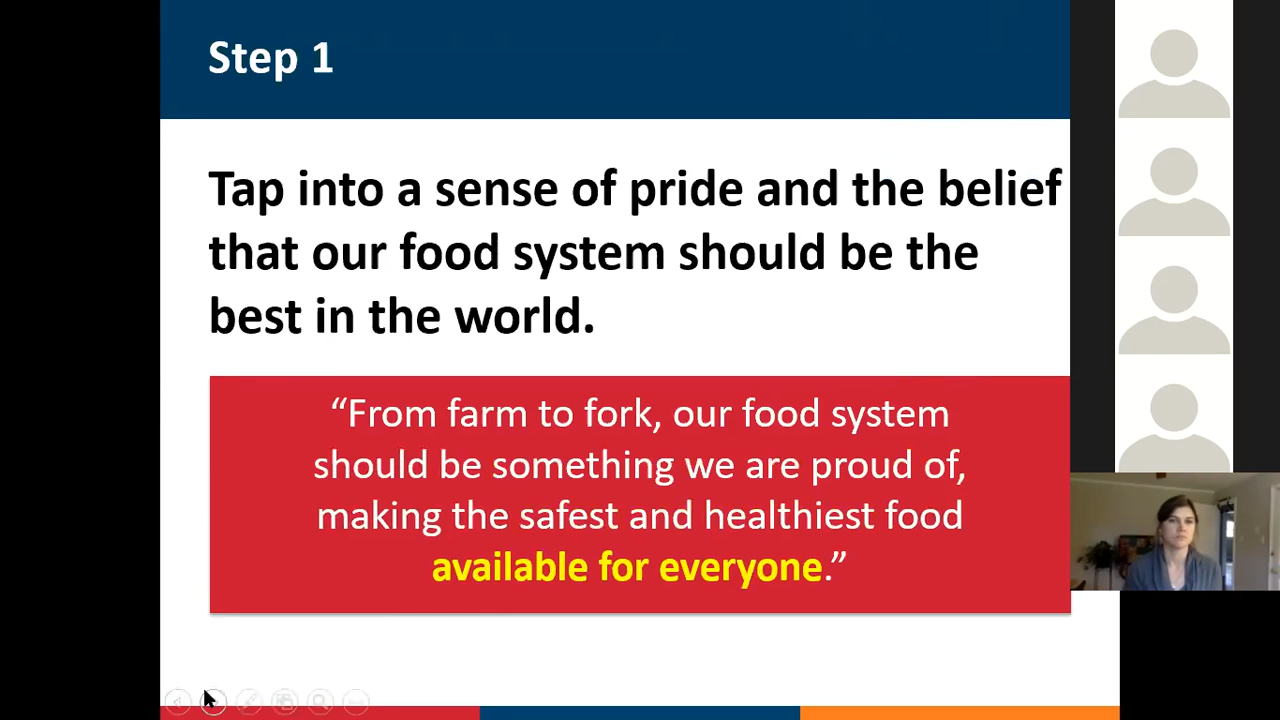 Step 1
Tap into a sense of pride and the belief
that our food system should be the
best in the world.
“From farm to fork, our food system
should be something we are proud of,
making the safest and healthiest food
available for everyone.”